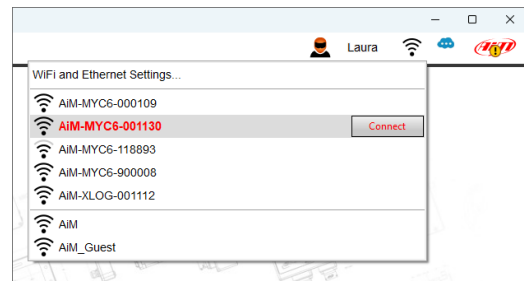 Laura
AiM
WiFi and Ethernet Settings...
AiM-MYC6-000109
AiM-MYC6-001130 Connect
AiM-MYC6-118893
AiM-MYC6-900008
AiM-XLOG-001112
AiM
AiM_Guest